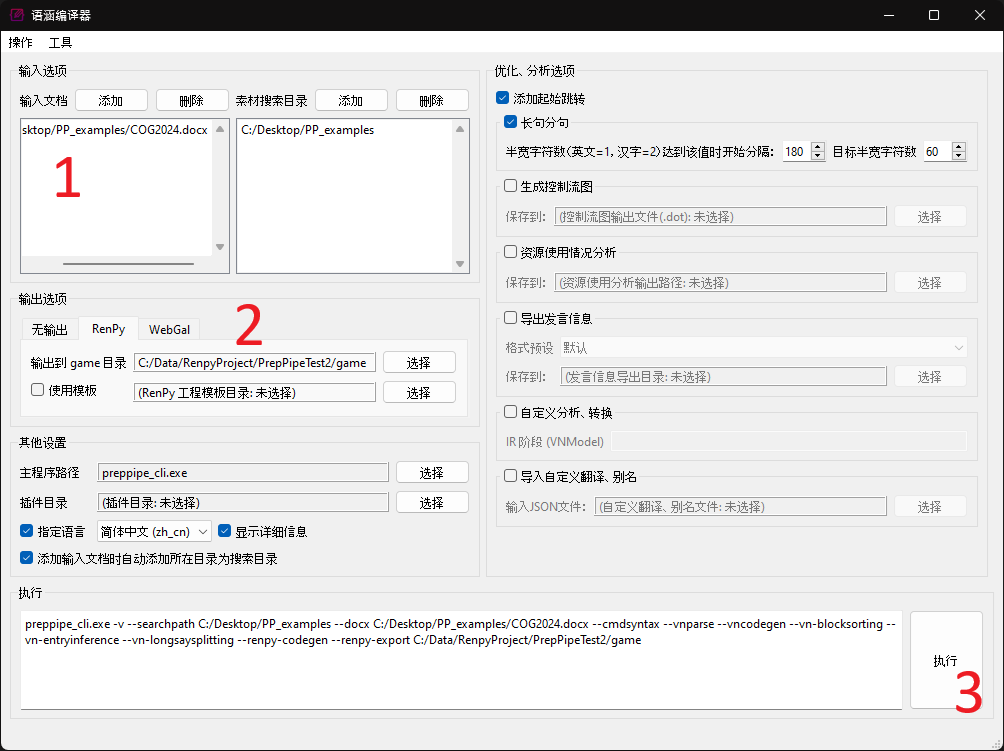 语涵编译器
操作 工具
输入选项
输入文档 添加 删除 素材搜索目录 添加 删除
sktop/PP_examples/COG2024.docx
C:/Desktop/PP_examples
1
输出选项
2
无输出 RenPy WebGal
输出到 game 目录 C:/Data/RenpyProject/PrepPipeTest2/game 选择
使用模板 (RenPy 工程模板目录: 未选择) 选择
其他设置
主程序路径 preppipe_cli.exe 选择
插件目录 (插件目录: 未选择) 选择
指定语言 简体中文 (zh_cn) 显示详细信息
添加输入文档时自动添加所在目录为搜索目录
优化、分析选项
添加起始跳转
长句分句
半宽字符数(英文=1, 汉字=2)达到该值时开始分隔: 180 目标半宽字符数 60
生成控制流图
保存到: (控制流图输出文件(.dot): 未选择) 选择
资源使用情况分析
保存到: (资源使用分析输出路径: 未选择) 选择
导出发言信息
格式预设 默认
保存到: (发言信息导出目录: 未选择) 选择
自定义分析、转换
IR 阶段 (VNModel)
导入自定义翻译、别名
输入JSON文件: (自定义翻译、别名文件: 未选择) 选择
执行
preppipe_cli.exe -v --searchpath C:/Desktop/PP_examples --docx C:/Desktop/PP_examples/COG2024.docx --cmdsyntax --vnparse --vncodegen --vn-blocksorting --
vn-entryinference --vn-longsaysplitting --renpy-codegen --renpy-export C:/Data/RenpyProject/PrepPipeTest2/game
执行
3